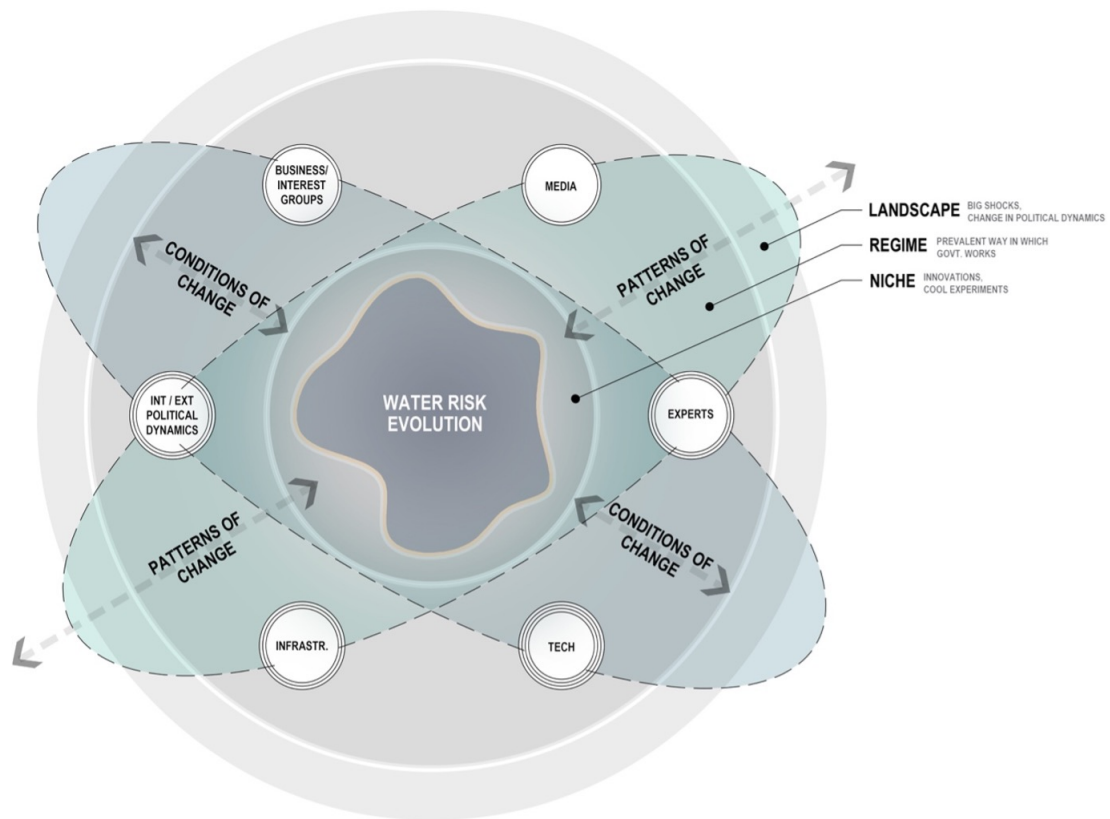 BUSINESS/
INTEREST
GROUPS
MEDIA
LANDSCAPE
BIG SHOCKS,
CHANGE IN POLITICAL DYNAMICS
REGIME
PREVALENT WAY IN WHICH
GOVT. WORKS
NICHE
INNOVATIONS,
COOL EXPERIMENTS
CONDITIONS OF
CHANGE
PATTERNS OF
CHANGE
INT / EXT
POLITICAL
DYNAMICS
WATER RISK
EVOLUTION
EXPERTS
PATTERNS OF
CHANGE
CONDITIONS OF
CHANGE
INFRASTR.
TECH